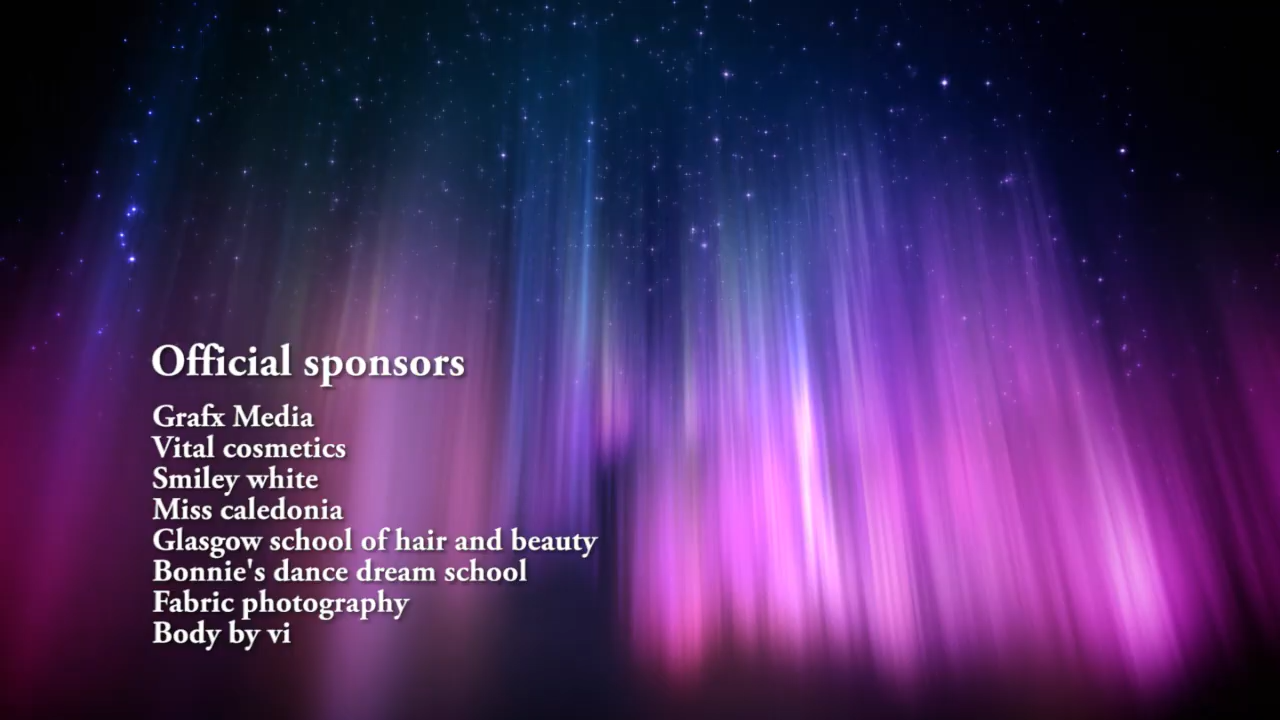 Official sponsors
Grafx Media
Vital cosmetics
Smiley white
Miss caledonia
Glasgow school of hair and beauty
Bonnie's dance dream school
Fabric photography
Body by vi